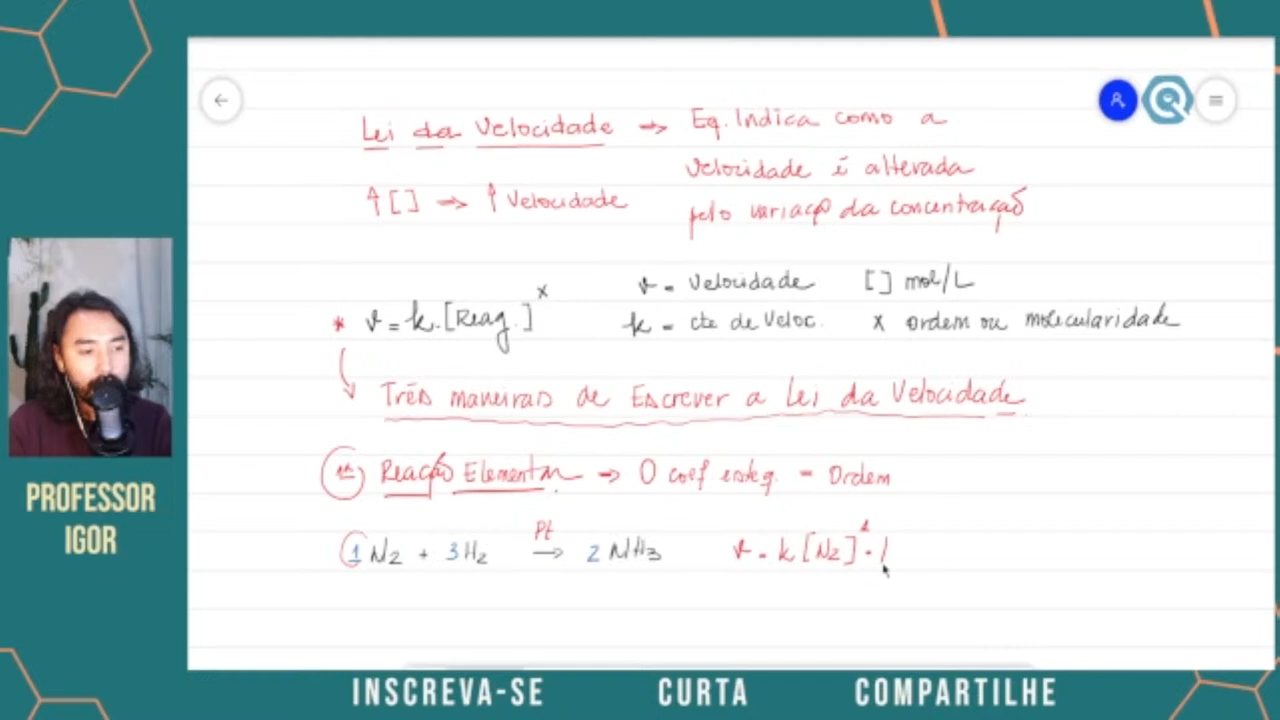 Lei da Velocidade → Eq. Indica como a
velocidade é alterada
↑ [ ] → ↑ Velocidade
pelo variaçã da concentração
* v = k. [Reag.]^x
v = Velocidade [ ] mol/L
k = cte de Veloc. x ordem ou molecularidade
Três maneiras de Escrever a Lei da Velocidade
1ª Reação Elementar ⇒ O coef esteq. = Ordem
1 N2 + 3 H2 Pt → 2 NH3 v = k [N2]^1 ·
PROFESSOR
IGOR
INSCREVA-SE CURTA COMPARTILHE